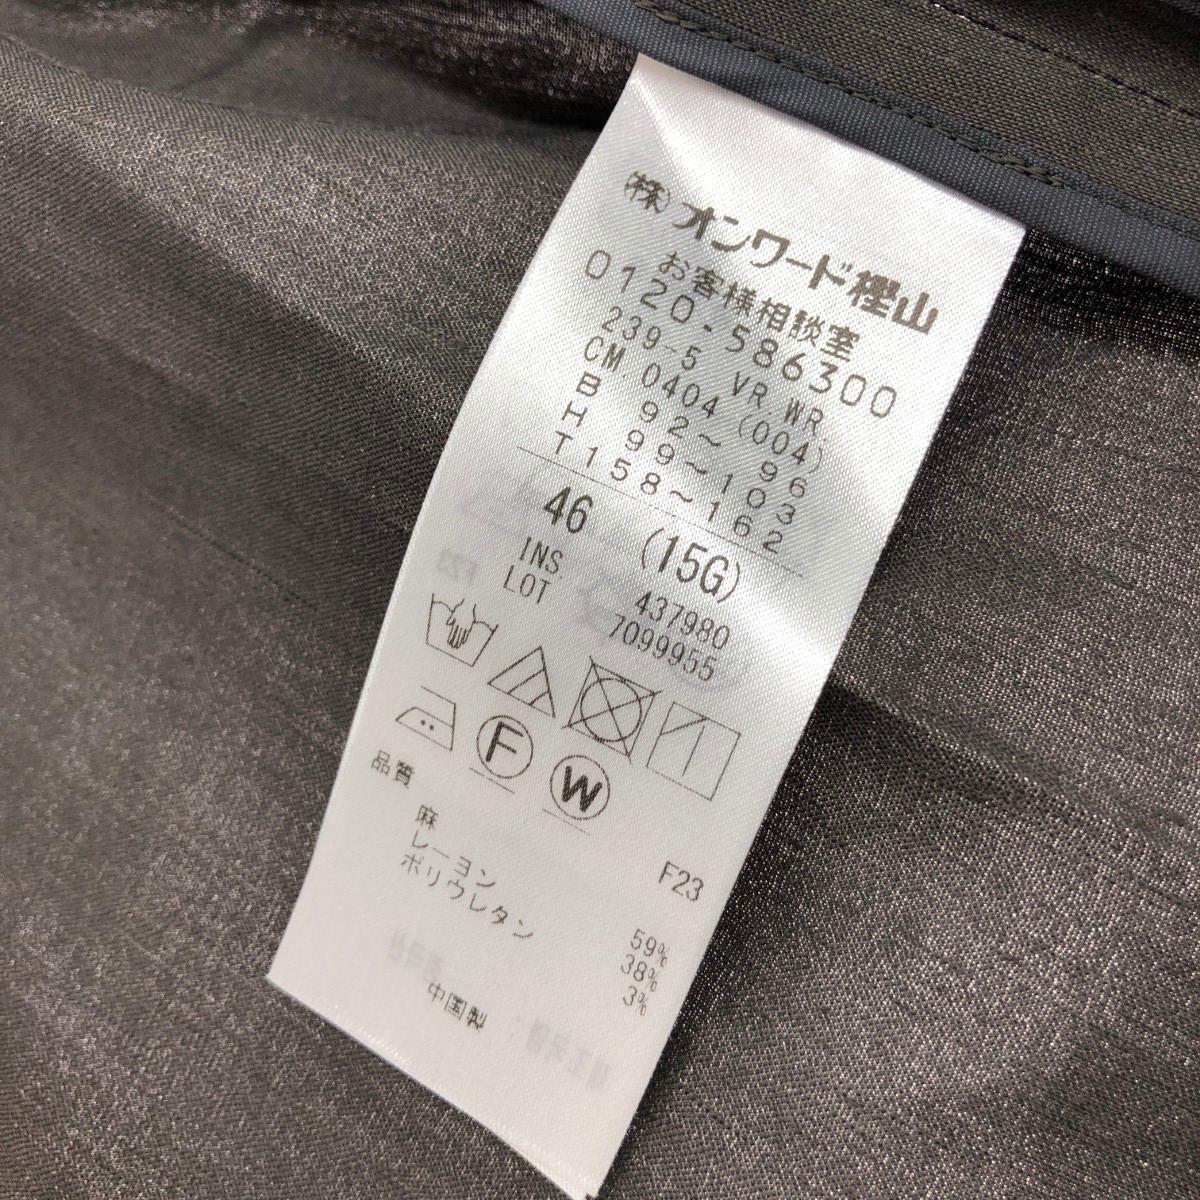 ㈱ オンワード樫山
お客様相談室
0120-586300
239-5 VR WR
CM 0404 (004)
B 92～ 96
H 99～103
T158～162
46 (15G)
INS. 437980
LOT 7099955
F W
品質 F23
麻 59%
レーヨン 38%
ポリウレタン 3%
中国製